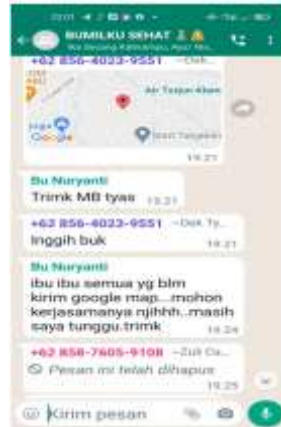 BUMILKU SEHAT
+62 856-4023-9551
Air Terjun
Google
19.21
Bu Nuryanti
Trimk MB tyas 19.21
+62 856-4023-9551
Inggih buk 19.21
Bu Nuryanti
ibu ibu semua yg blm
kirim google map...mohon
kerjasamanya njihhh..masih
saya tunggu.trimk 19.24
+62 858-7605-9108
Pesan ini telah dihapus
19.25
Kirim pesan